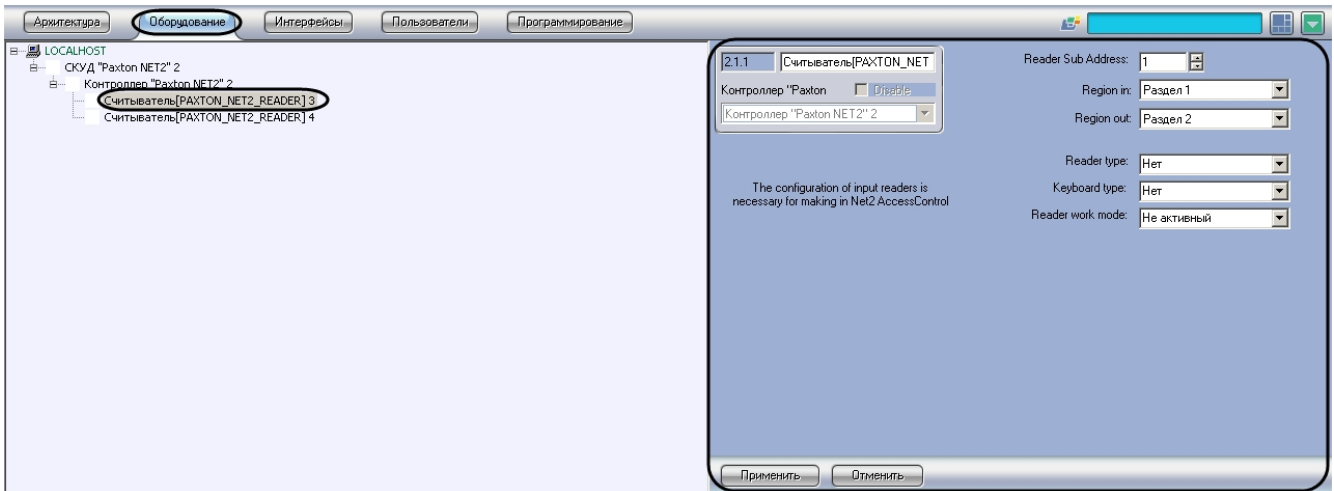 Архитектура Оборудование Интерфейсы Пользователи Программирование
LOCALHOST
СКУД "Paxton NET2" 2
Контроллер "Paxton NET2" 2
Считыватель[PAXTON_NET2_READER] 3
Считыватель[PAXTON_NET2_READER] 4
2.1.1 Считыватель[PAXTON_NET
Контроллер "Paxton Disable
Контроллер "Paxton NET2" 2
The configuration of input readers is
necessary for making in Net2 AccessControl
Reader Sub Address: 1
Region in: Раздел 1
Region out: Раздел 2
Reader type: Нет
Keyboard type: Нет
Reader work mode: Не активный
Применить Отменить